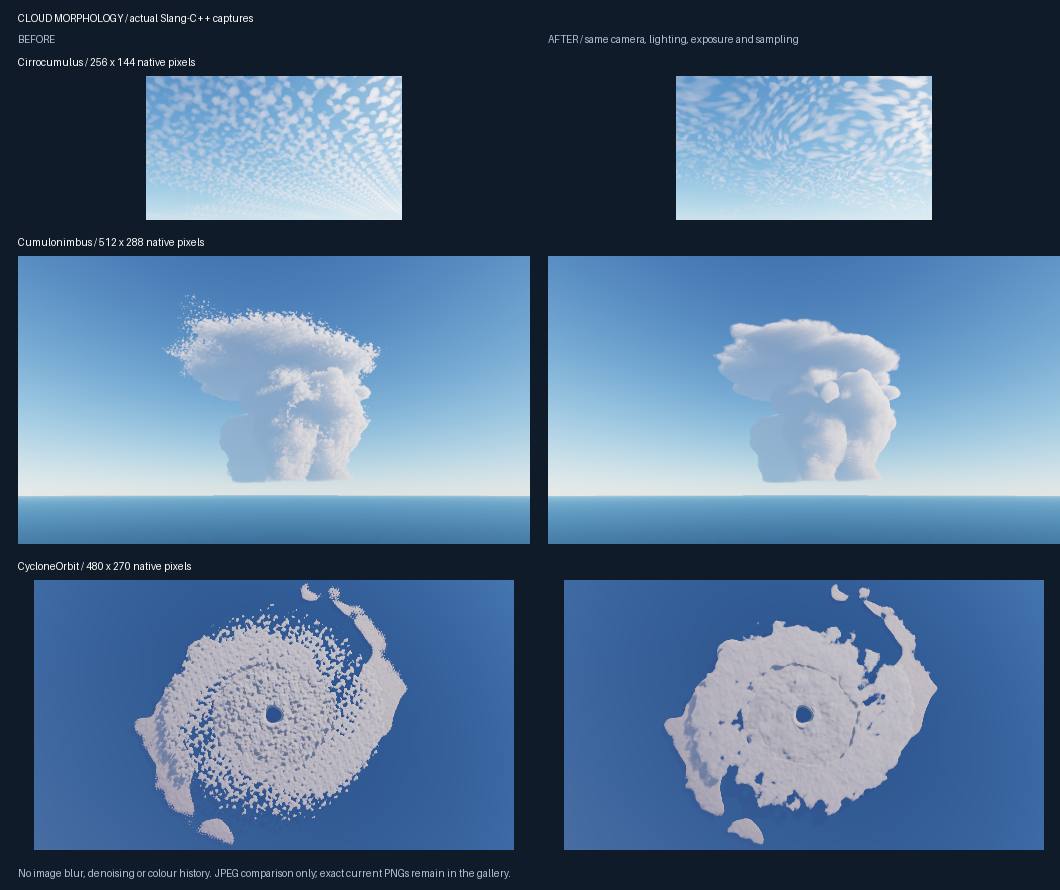 CLOUD MORPHOLOGY / actual Slang-C++ captures
BEFORE
AFTER / same camera, lighting, exposure and sampling
Cirrocumulus / 256 x 144 native pixels
Cumulonimbus / 512 x 288 native pixels
CycloneOrbit / 480 x 270 native pixels
No image blur, denoising or colour history. JPEG comparison only; exact current PNGs remain in the gallery.